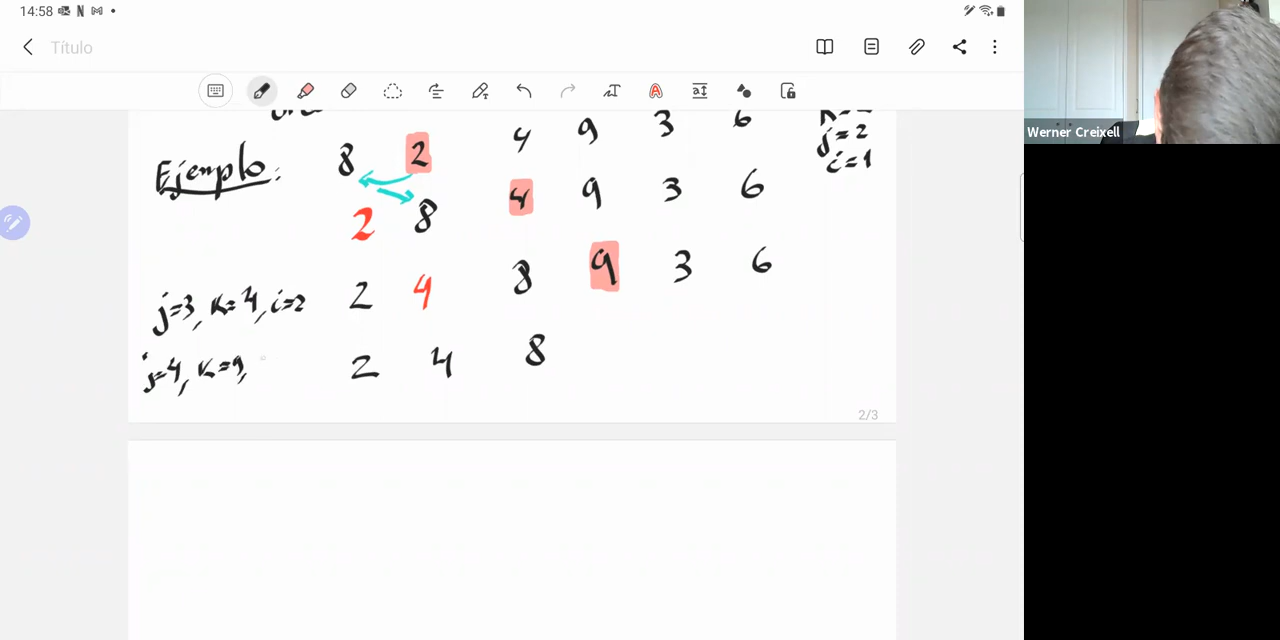 14:58
Título
Werner Creixell
4 9 3 6
j=2
i=1
Ejemplo: 8 2
2 8 4 9 3 6
j=3, K=4, i=2 2 4 8 9 3 6
j=4, K=9, 2 4 8
2/3